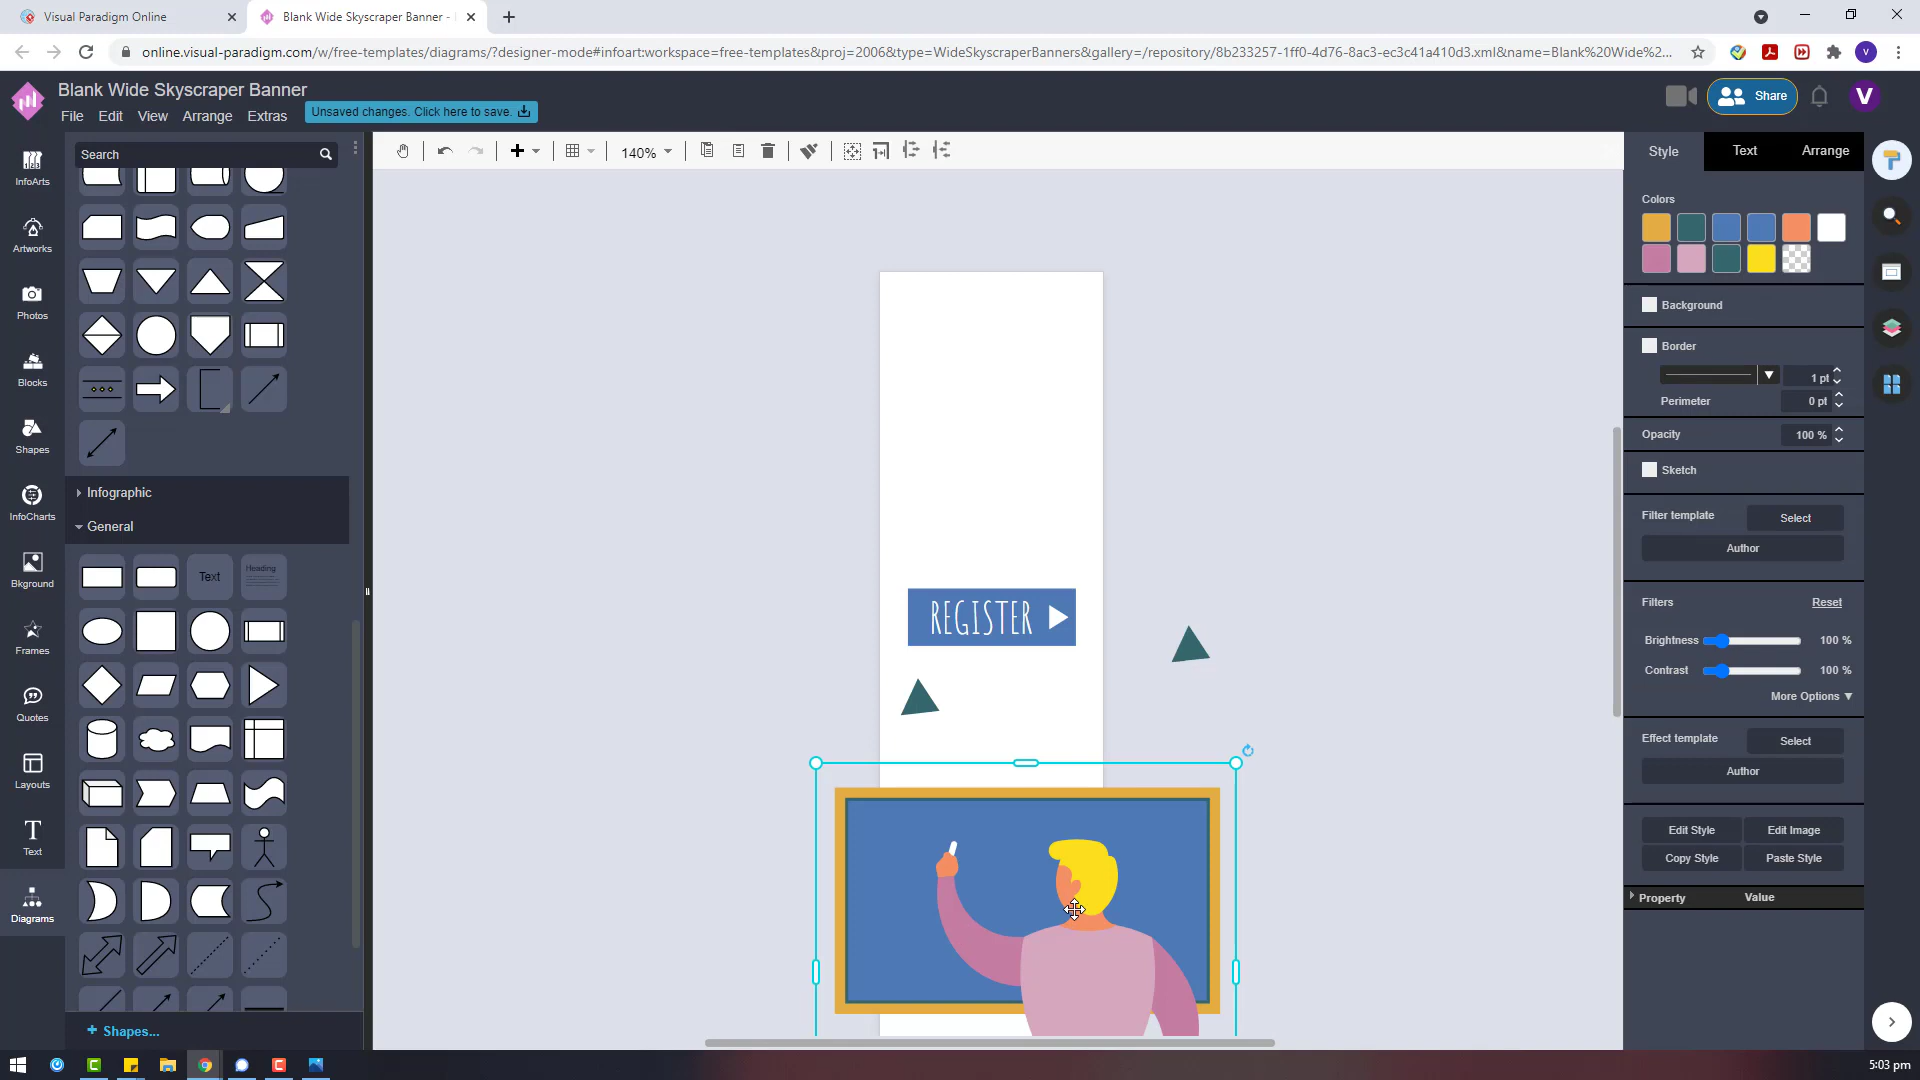 Visual Paradigm Online
Blank Wide Skyscraper Banner -
online.visual-paradigm.com/w/free-templates/diagrams/?designer-mode#infoart:workspace=free-templates&proj=2006&type=WideSkyscraperBanners&gallery=/repository/8b233257-1ff0-4d76-8ac3-ec3c41a410d3.xml&name=Blank%20Wide%2...
V
Blank Wide Skyscraper Banner
File Edit View Arrange Extras
Unsaved changes. Click here to save.
Share
V
Search
140%
Style Text Arrange
InfoArts
Artworks
Photos
Blocks
Shapes
InfoCharts
Bkground
Frames
Quotes
Layouts
Text
Diagrams
Infographic
General
Text
Heading
Shapes...
REGISTER
Colors
Background
Border
1 pt
Perimeter 0 pt
Opacity 100 %
Sketch
Filter template Select
Author
Filters Reset
Brightness 100 %
Contrast 100 %
More Options ▼
Effect template Select
Author
Edit Style Edit Image
Copy Style Paste Style
Property Value
5:03 pm